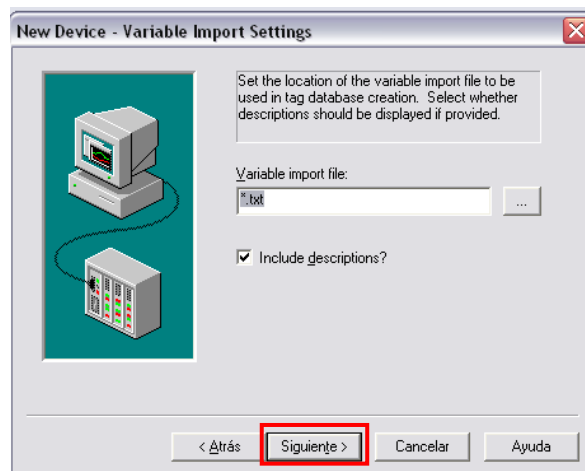 New Device - Variable Import Settings
Set the location of the variable import file to be
used in tag database creation.  Select whether
descriptions should be displayed if provided.
Variable import file:
*.txt
...
Include descriptions?
< Atrás
Siguiente >
Cancelar
Ayuda